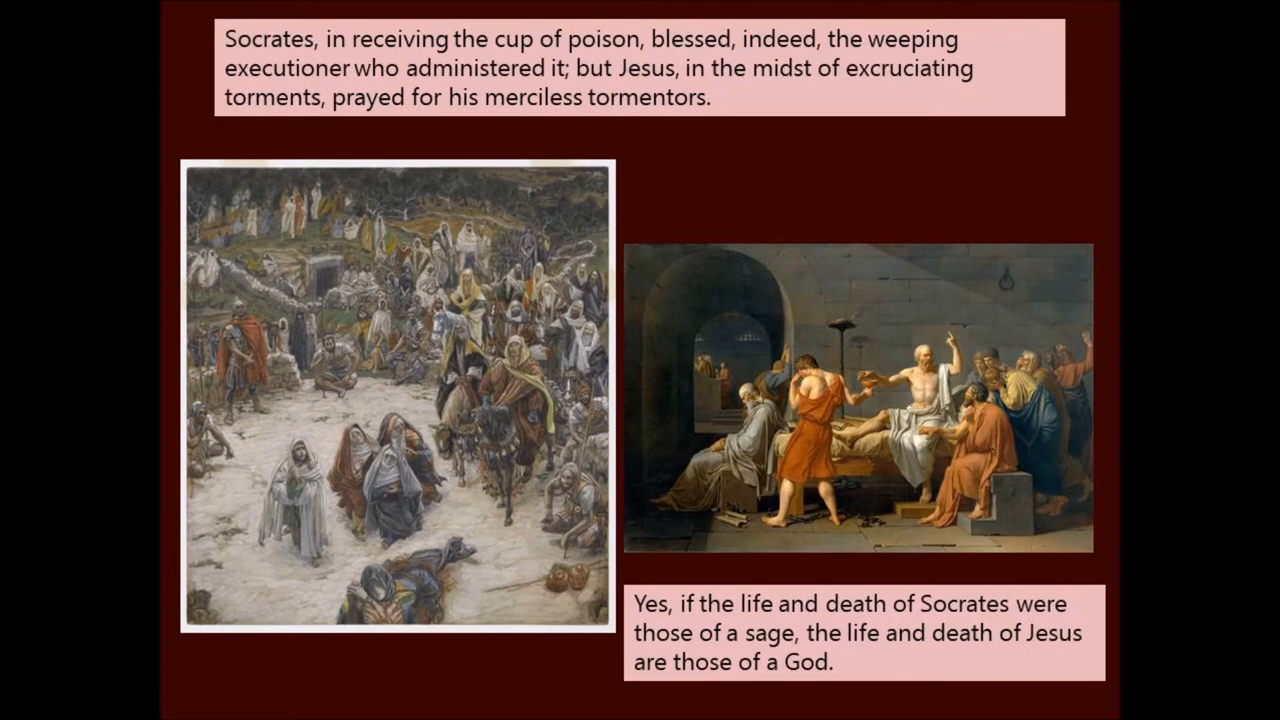 Socrates, in receiving the cup of poison, blessed, indeed, the weeping
executioner who administered it; but Jesus, in the midst of excruciating
torments, prayed for his merciless tormentors.
Yes, if the life and death of Socrates were
those of a sage, the life and death of Jesus
are those of a God.